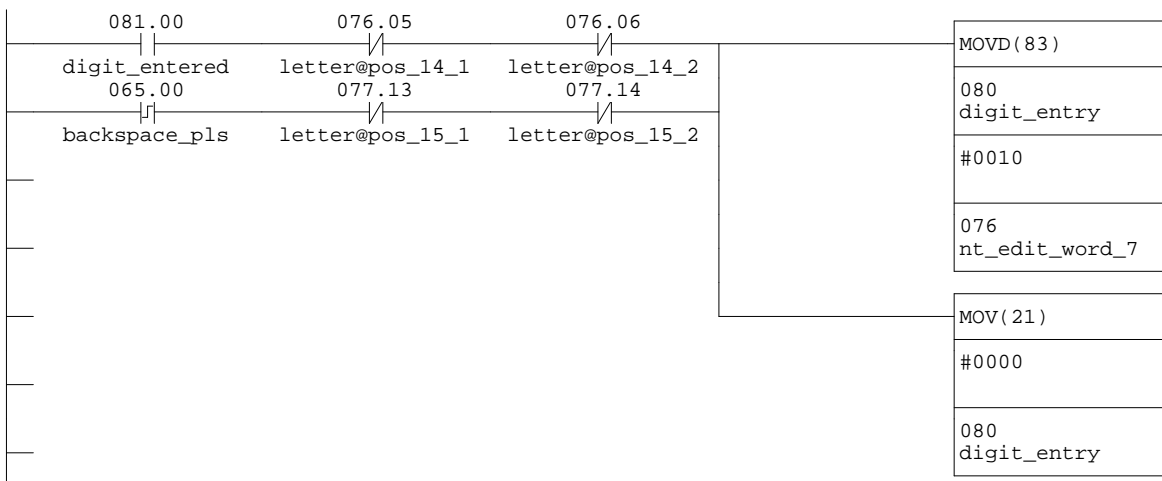 081.00 076.05 076.06
digit_entered letter@pos_14_1 letter@pos_14_2
065.00 077.13 077.14
backspace_pls letter@pos_15_1 letter@pos_15_2
MOVD(83)
080
digit_entry
#0010
076
nt_edit_word_7
MOV(21)
#0000
080
digit_entry